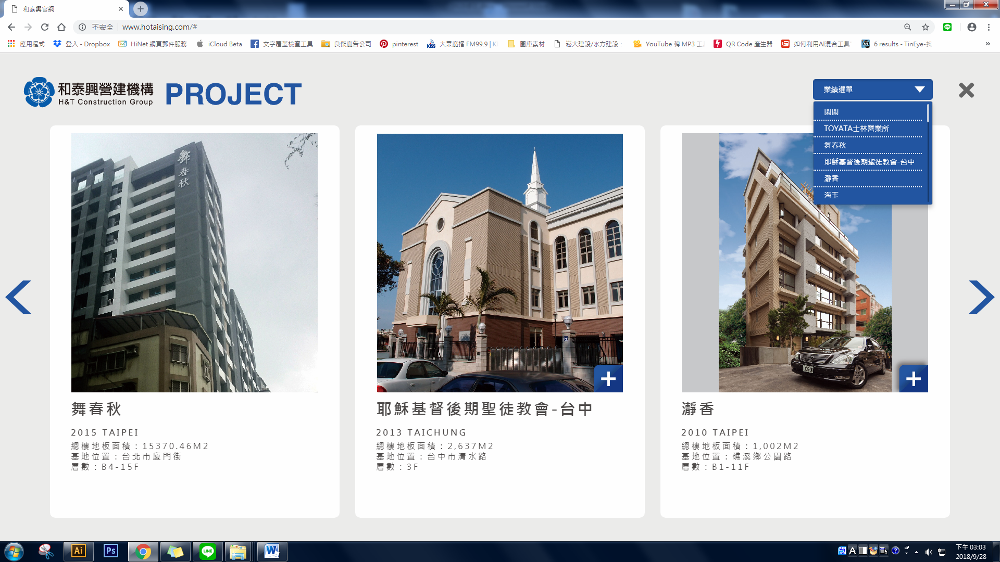 和泰興官網
不安全 | www.hotaising.com/#
應用程式 登入 - Dropbox HiNet 網頁郵件服務 iCloud Beta 文字覆蓋檢查工具 良傑廣告公司 pinterest 大眾廣播 FM99.9 | 圖庫素材 崧大建設/水方建設 YouTube 轉 MP3 QR Code 產生器 如何利用AI混合工具 6 results - TinEye- »
和泰興營建機構
H&T Construction Group
PROJECT
業績選單
閑閑
TOYATA士林營業所
舞春秋
耶穌基督後期聖徒教會-台中
瀞香
海玉
舞春秋
舞春秋
2015 TAIPEI
總樓地板面積：15370.46M2
基地位置：台北市廈門街
層數：B4-15F
耶穌基督後期聖徒教會-台中
2013 TAICHUNG
總樓地板面積：2,637M2
基地位置：台中市清水路
層數：3F
瀞香
2010 TAIPEI
總樓地板面積：1,002M2
基地位置：礁溪鄉公園路
層數：B1-11F
Ai Ps LINE W
A
下午 03:03
2018/9/28